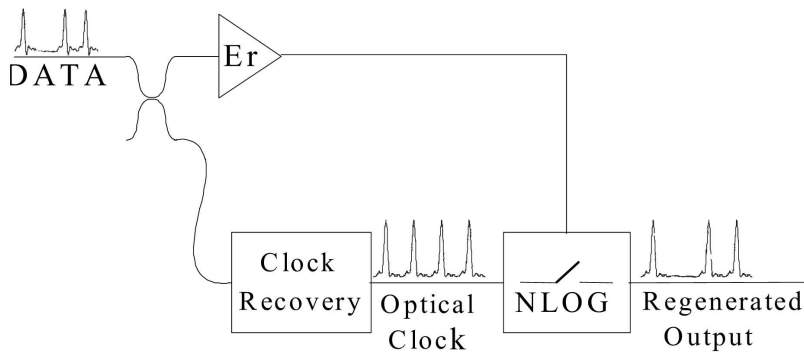 DATA
Er
Clock
Recovery
Optical
Clock
NLOG
Regenerated
Output